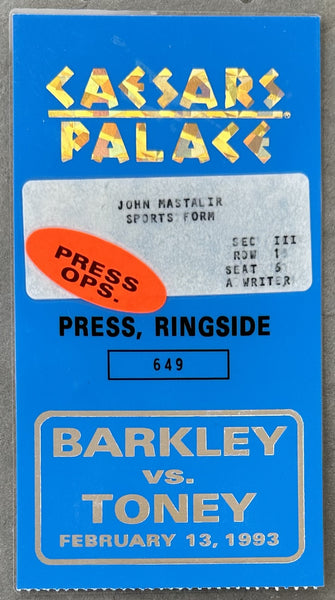 CAESARS
PALACE
JOHN MASTALIR
SPORTS FORM
SEC III
ROW 1
SEAT 6
A WRITER
PRESS
OPS.
PRESS, RINGSIDE
649
BARKLEY
vs.
TONEY
FEBRUARY 13, 1993